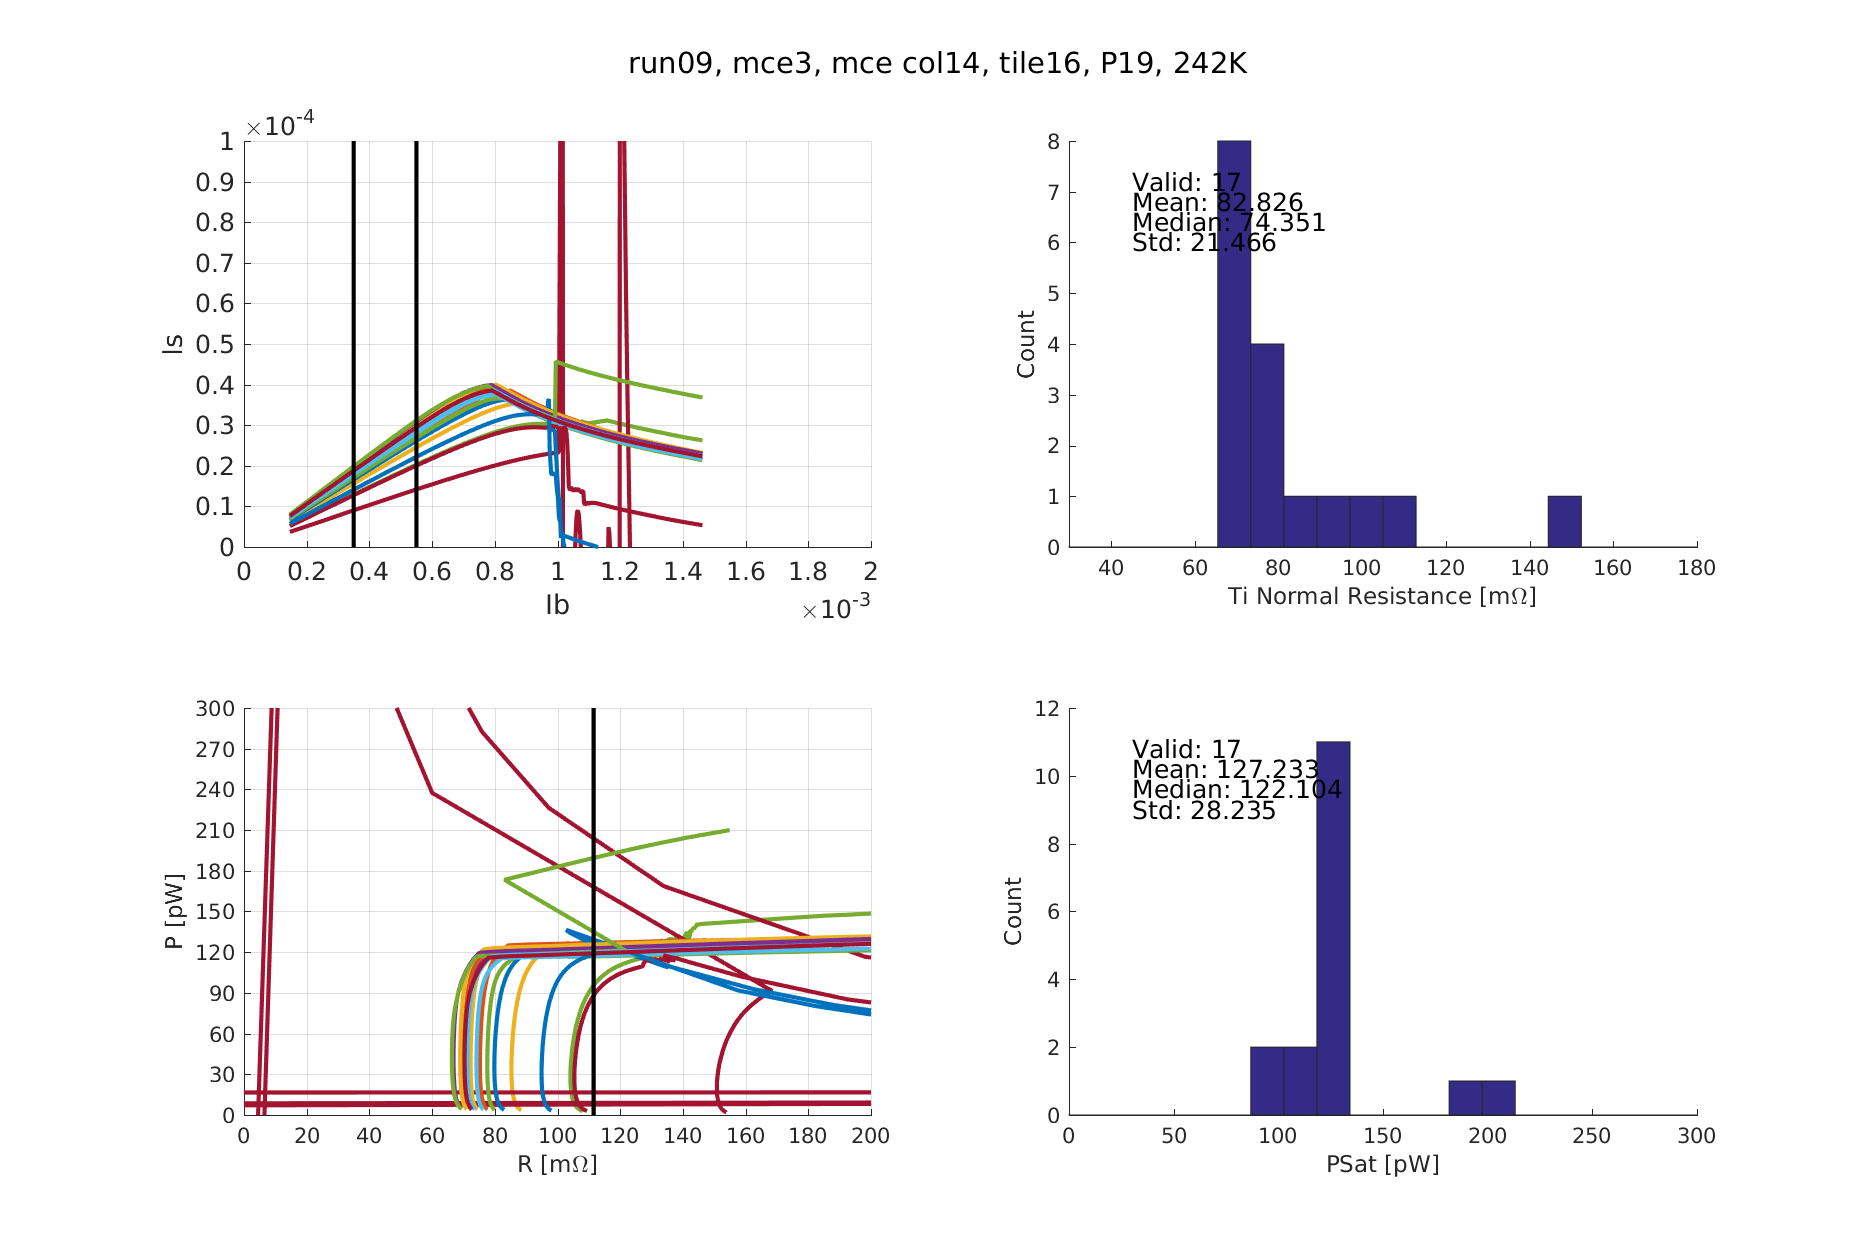 run09, mce3, mce col14, tile16, P19, 242K
×10-4
1
0.9
0.8
0.7
0.6
0.5
0.4
0.3
0.2
0.1
0
Is
0 0.2 0.4 0.6 0.8 1 1.2 1.4 1.6 1.8 2
Ib
×10-3
8
7
6
5
4
3
2
1
0
Count
Valid: 17
Mean: 82.826
Median: 74.351
Std: 21.466
40 60 80 100 120 140 160 180
Ti Normal Resistance [mΩ]
300
270
240
210
180
150
120
90
60
30
0
P [pW]
0 20 40 60 80 100 120 140 160 180 200
R [mΩ]
12
10
8
6
4
2
0
Count
Valid: 17
Mean: 127.233
Median: 122.104
Std: 28.235
0 50 100 150 200 250 300
PSat [pW]